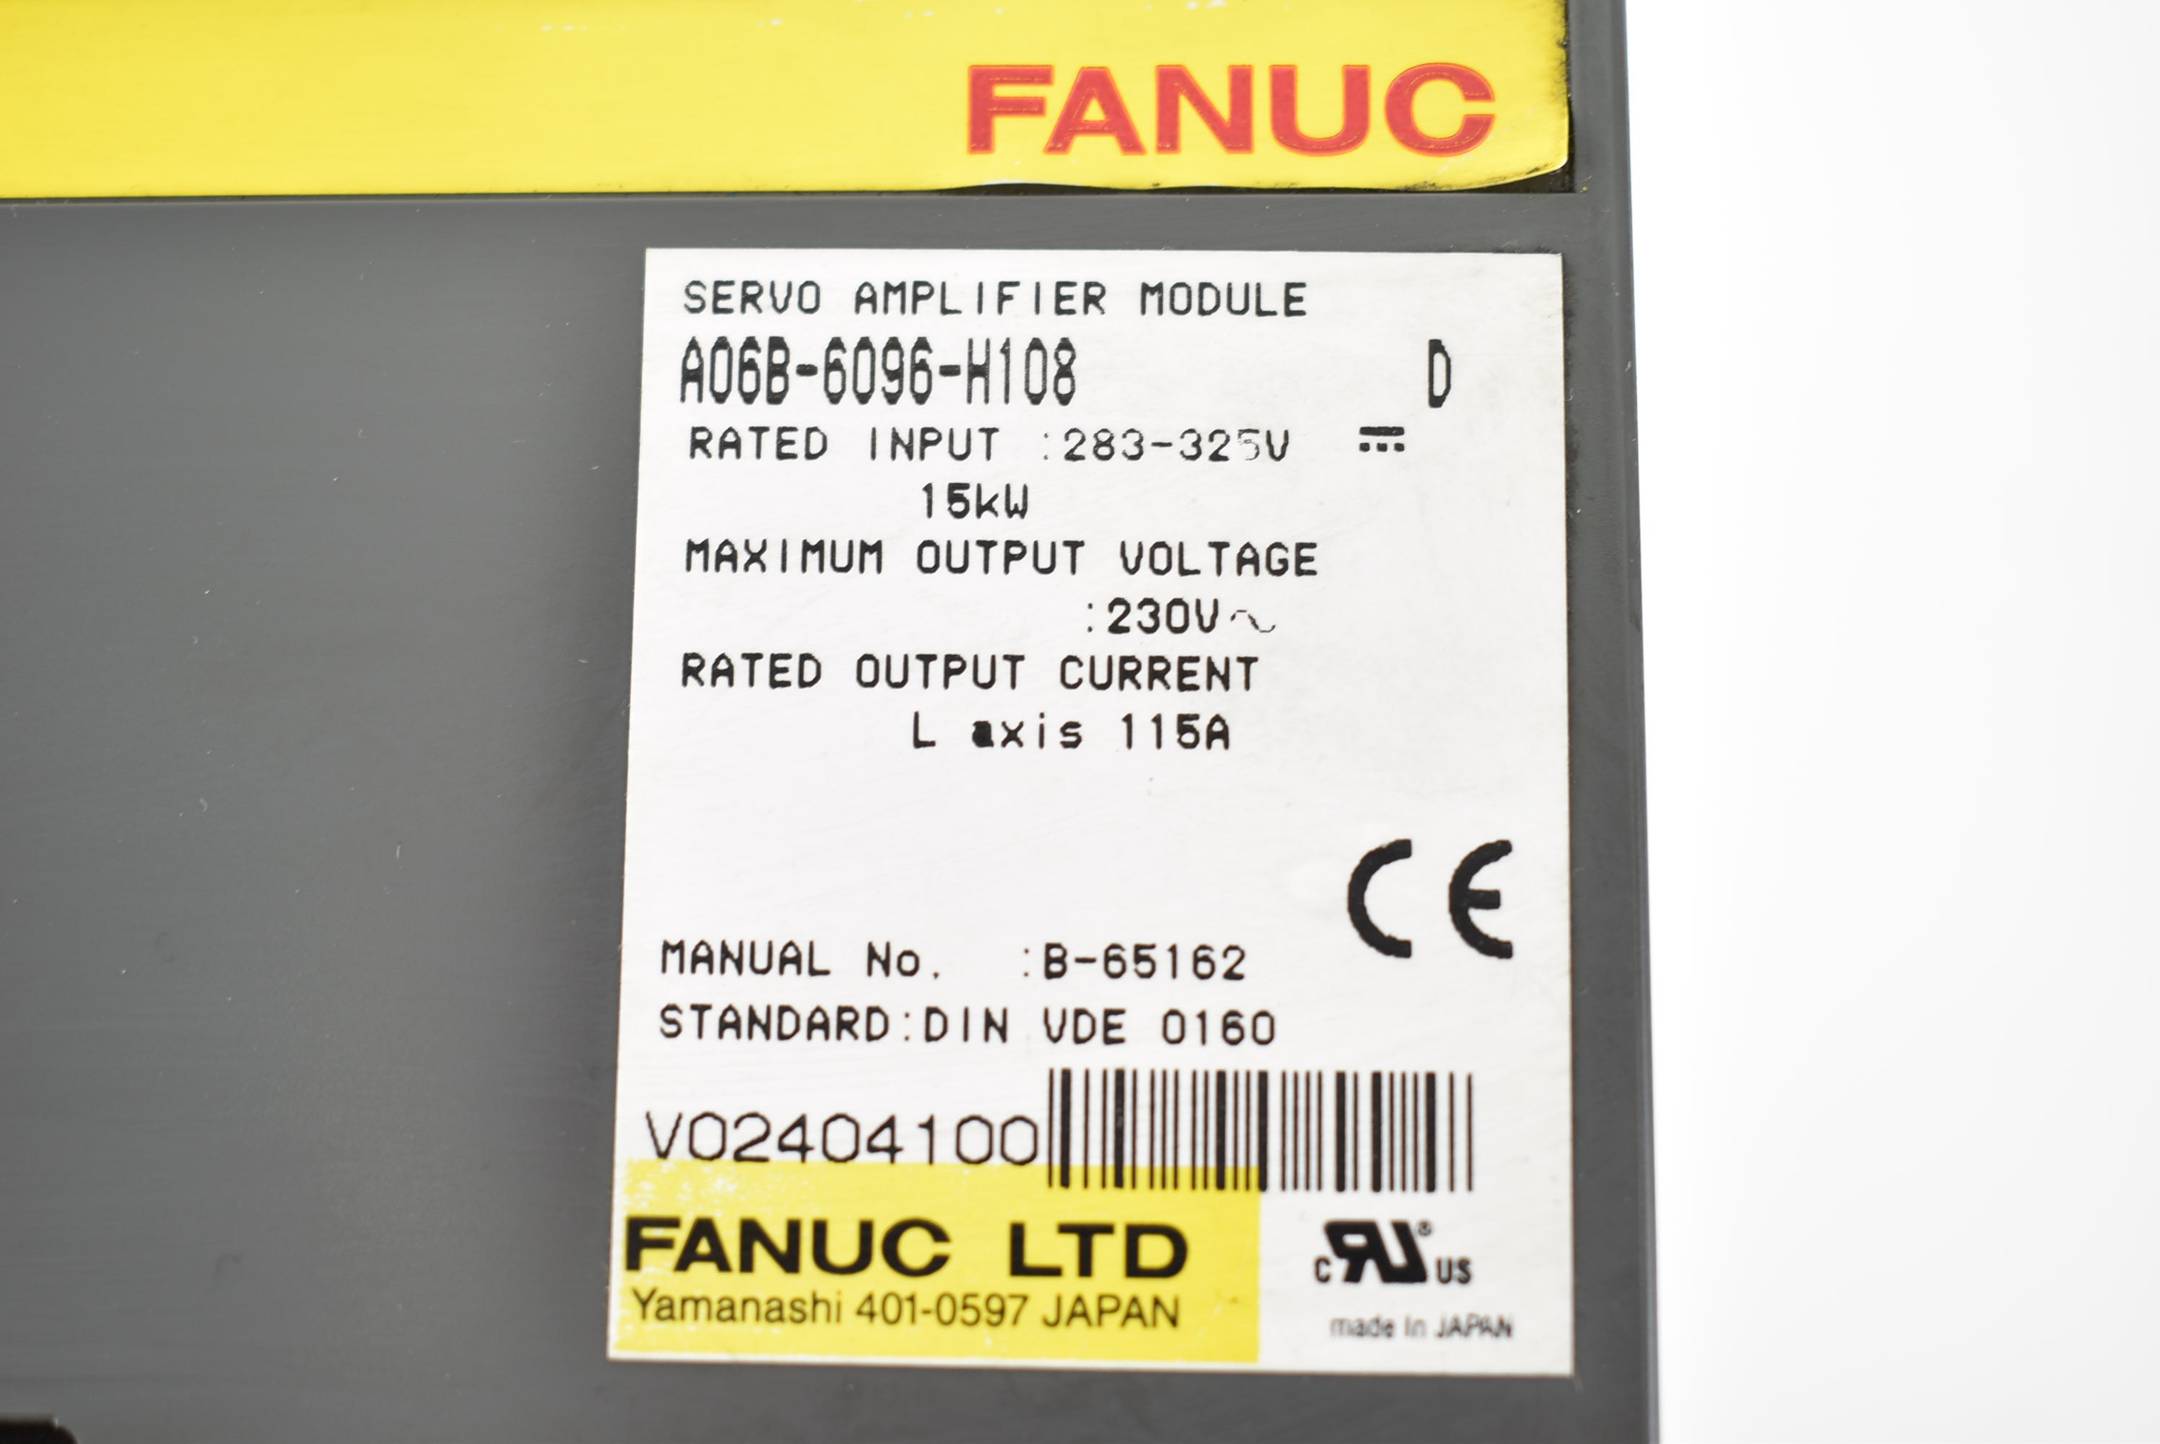 FANUC
SERVO AMPLIFIER MODULE
A06B-6096-H108 D
RATED INPUT :283-325V ⎓
15kW
MAXIMUM OUTPUT VOLTAGE
:230V~
RATED OUTPUT CURRENT
L axis 115A
CE
MANUAL No. :B-65162
STANDARD:DIN VDE 0160
V02404100
FANUC LTD
Yamanashi 401-0597 JAPAN
c RU® US
made in JAPAN